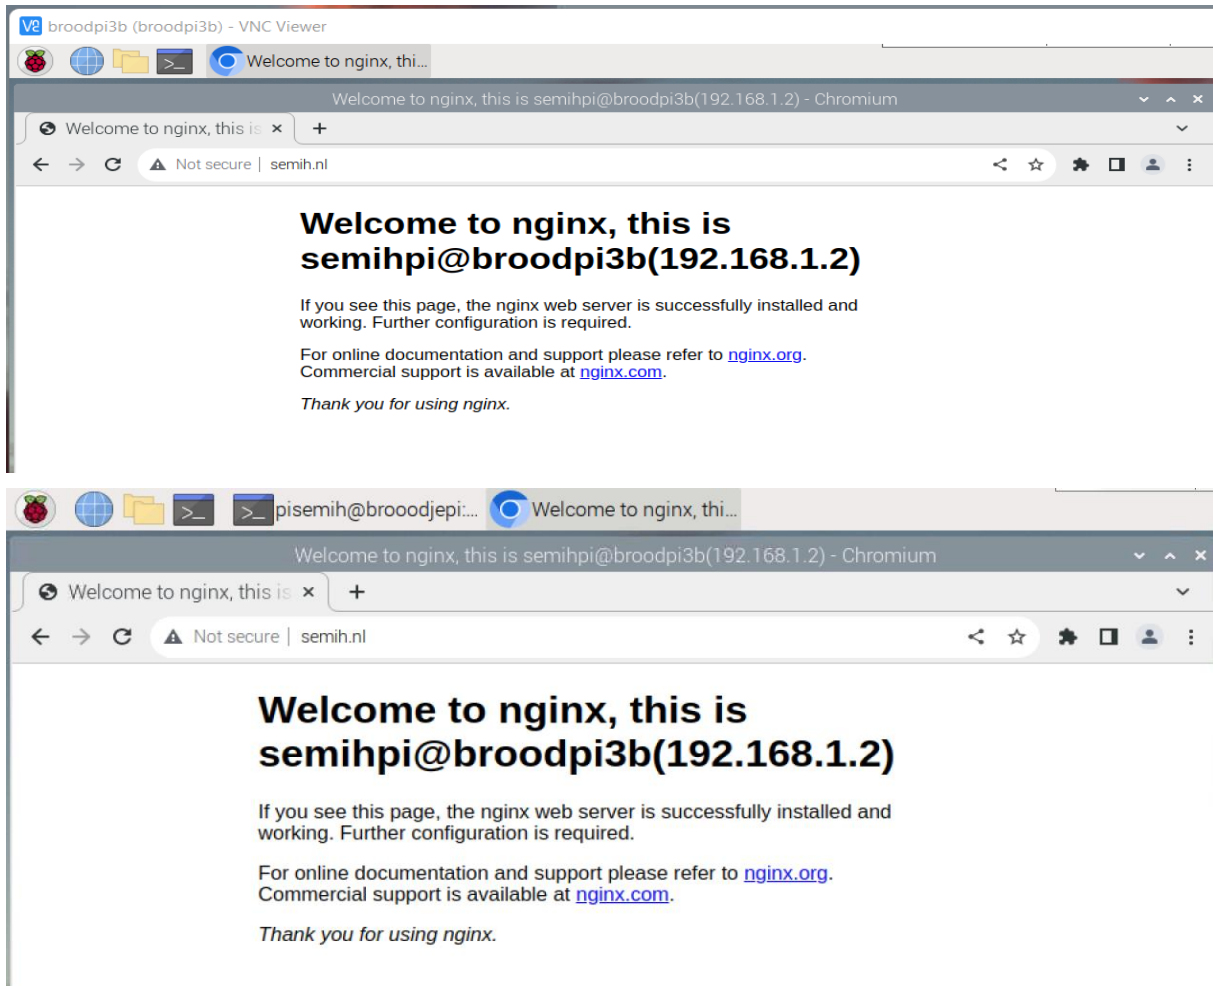 V2 broodpi3b (broodpi3b) - VNC Viewer
Welcome to nginx, thi...
Welcome to nginx, this is semihpi@broodpi3b(192.168.1.2) - Chromium
Welcome to nginx, this is
Not secure | semih.nl
Welcome to nginx, this is
semihpi@broodpi3b(192.168.1.2)
If you see this page, the nginx web server is successfully installed and
working. Further configuration is required.
For online documentation and support please refer to nginx.org.
Commercial support is available at nginx.com.
Thank you for using nginx.
pisemih@brooodjepi:... Welcome to nginx, thi...
Welcome to nginx, this is semihpi@broodpi3b(192.168.1.2) - Chromium
Welcome to nginx, this is
Not secure | semih.nl
Welcome to nginx, this is
semihpi@broodpi3b(192.168.1.2)
If you see this page, the nginx web server is successfully installed and
working. Further configuration is required.
For online documentation and support please refer to nginx.org.
Commercial support is available at nginx.com.
Thank you for using nginx.